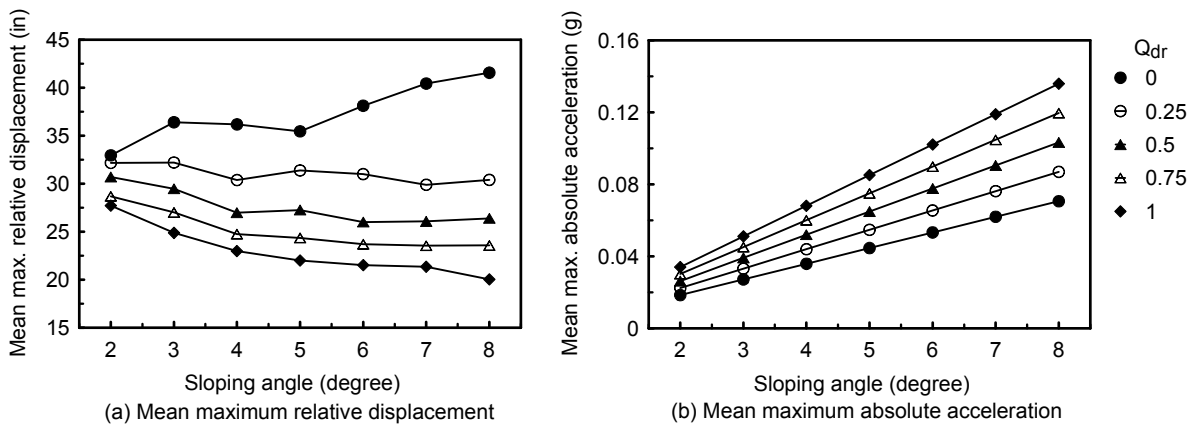 Mean max. relative displacement (in)
45
40
35
30
25
20
15
2 3 4 5 6 7 8
Sloping angle (degree)
(a) Mean maximum relative displacement
Mean max. absolute acceleration (g)
0.16
0.12
0.08
0.04
0
2 3 4 5 6 7 8
Sloping angle (degree)
(b) Mean maximum absolute acceleration
Qdr
0
0.25
0.5
0.75
1